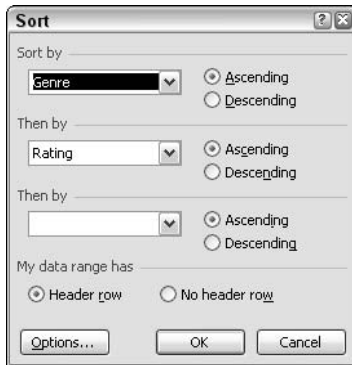 Sort
Sort by
Genre
Ascending
Descending
Then by
Rating
Ascending
Descending
Then by
Ascending
Descending
My data range has
Header row
No header row
Options...
OK
Cancel